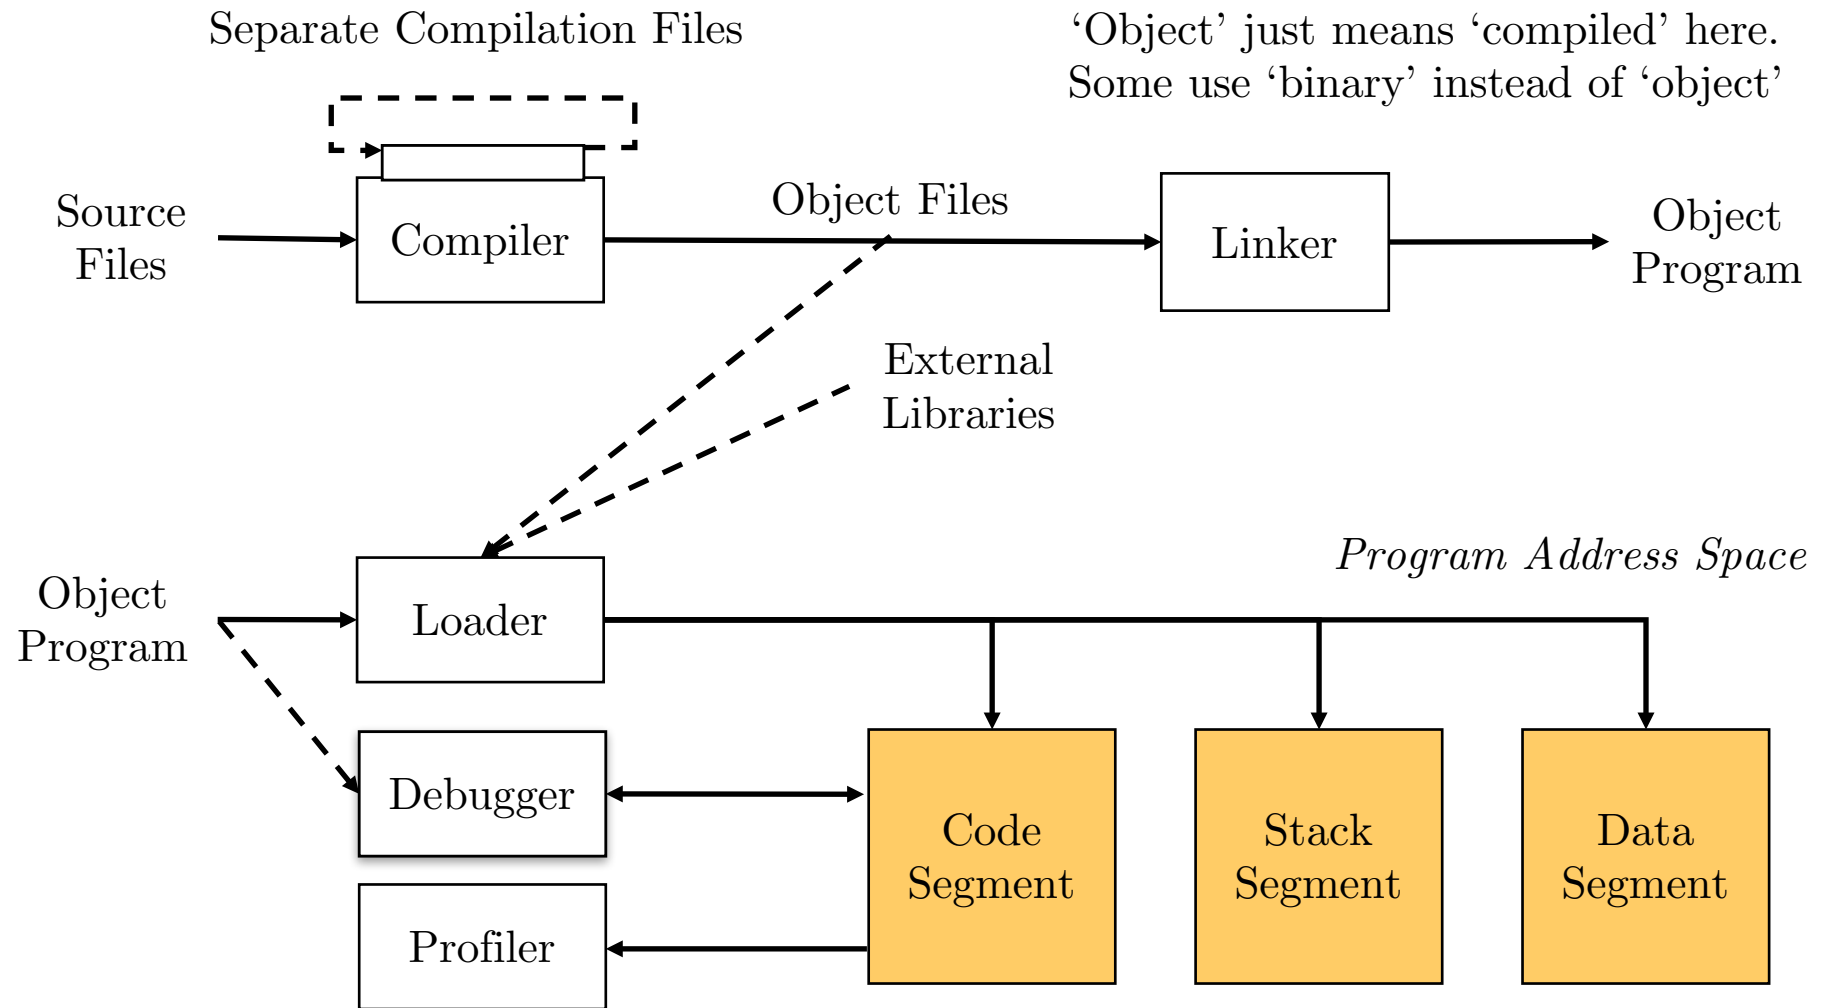 Separate Compilation Files
‘Object’ just means ‘compiled’ here.
Some use ‘binary’ instead of ‘object’
Source
Files
Compiler
Object Files
Linker
Object
Program
External
Libraries
Program Address Space
Object
Program
Loader
Debugger
Code
Segment
Stack
Segment
Data
Segment
Profiler